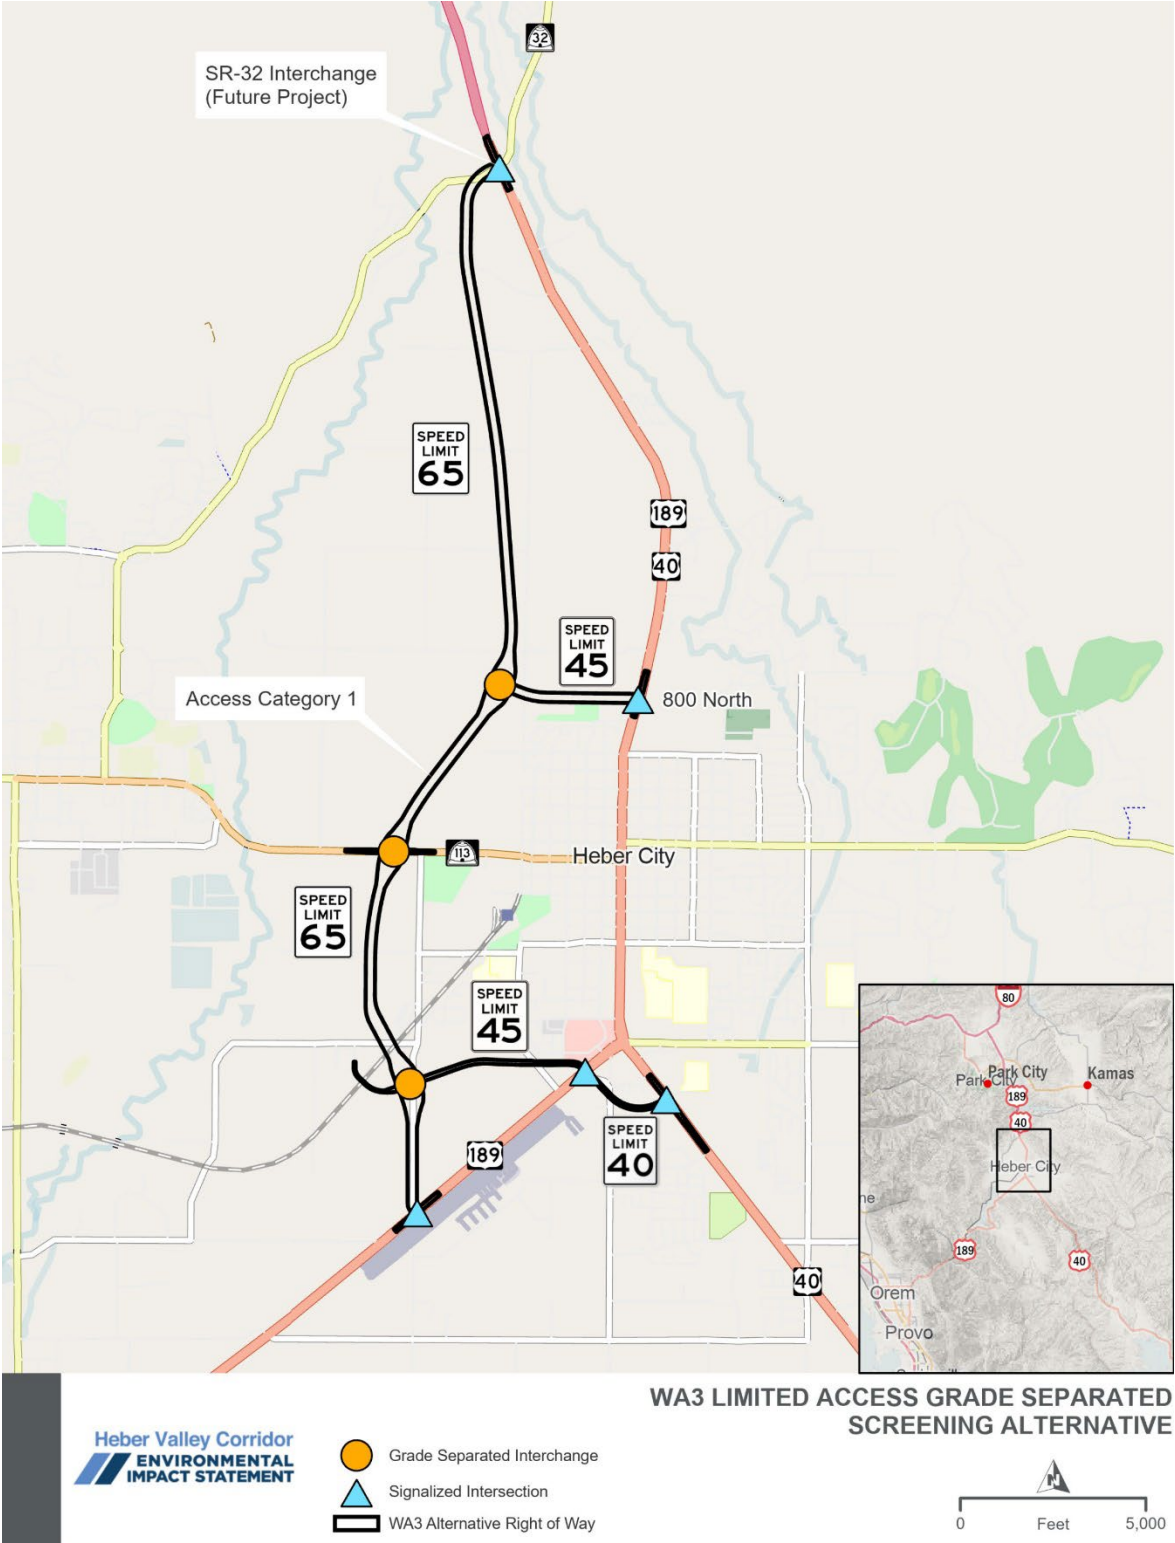 32
SR-32 Interchange
(Future Project)
SPEED
LIMIT
65
189
40
SPEED
LIMIT
45
Access Category 1
800 North
113
Heber City
SPEED
LIMIT
65
SPEED
LIMIT
45
SPEED
LIMIT
40
189
40
80
Park City
Park City
Kamas
189
40
Heber City
ne
189
40
Orem
Provo
WA3 LIMITED ACCESS GRADE SEPARATED
SCREENING ALTERNATIVE
Heber Valley Corridor
ENVIRONMENTAL
IMPACT STATEMENT
Grade Separated Interchange
Signalized Intersection
WA3 Alternative Right of Way
N
0 Feet 5,000